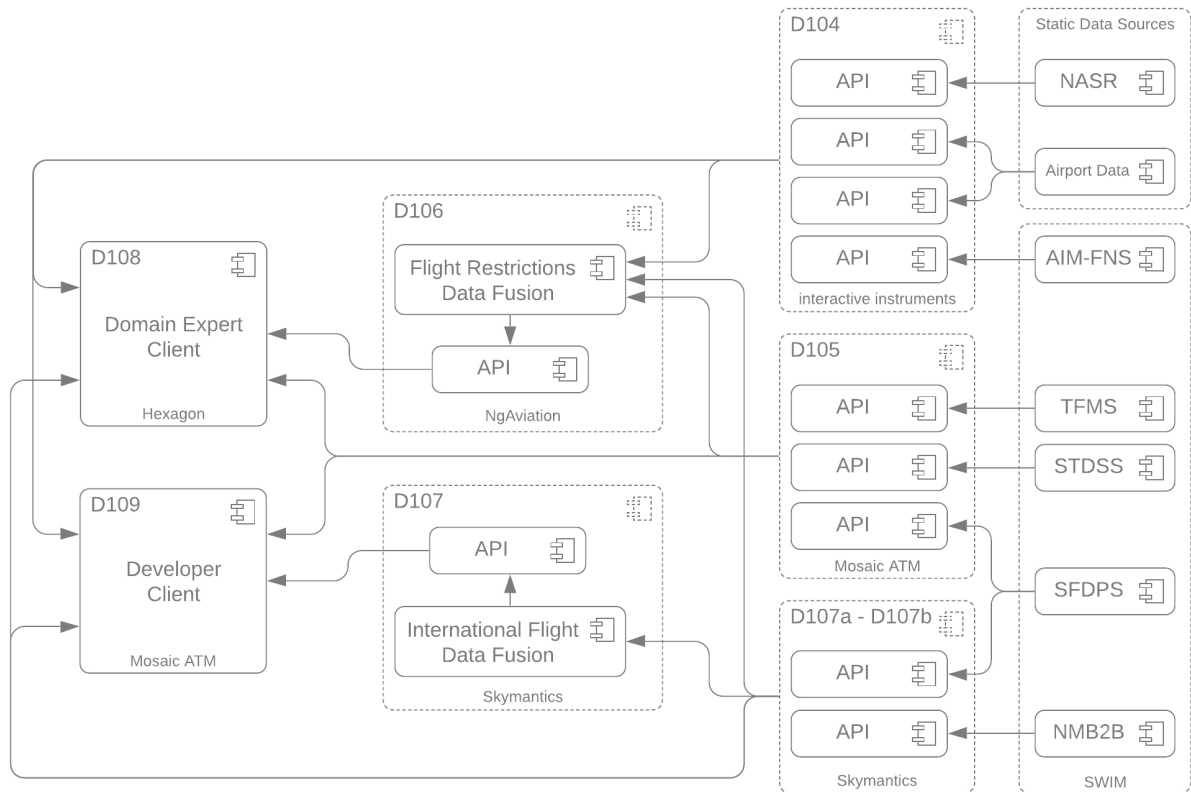 D104
API
API
API
API
interactive instruments
Static Data Sources
NASR
Airport Data
AIM-FNS
TFMS
STDSS
SFDPS
NMB2B
SWIM
D105
API
API
API
Mosaic ATM
D107a - D107b
API
API
Skymantics
D106
Flight Restrictions
Data Fusion
API
NgAviation
D107
API
International Flight
Data Fusion
Skymantics
D108
Domain Expert
Client
Hexagon
D109
Developer
Client
Mosaic ATM